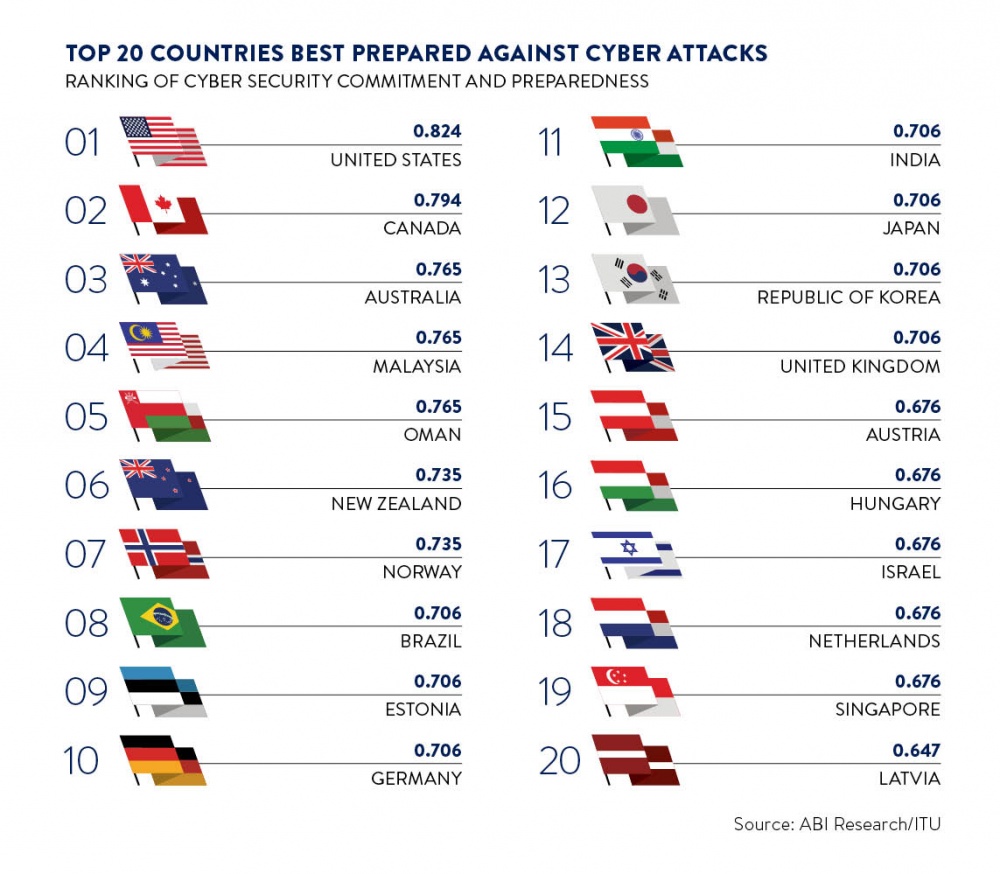 TOP 20 COUNTRIES BEST PREPARED AGAINST CYBER ATTACKS
RANKING OF CYBER SECURITY COMMITMENT AND PREPAREDNESS
01
0.824
UNITED STATES
02
0.794
CANADA
03
0.765
AUSTRALIA
04
0.765
MALAYSIA
05
0.765
OMAN
06
0.735
NEW ZEALAND
07
0.735
NORWAY
08
0.706
BRAZIL
09
0.706
ESTONIA
10
0.706
GERMANY
11
0.706
INDIA
12
0.706
JAPAN
13
0.706
REPUBLIC OF KOREA
14
0.706
UNITED KINGDOM
15
0.676
AUSTRIA
16
0.676
HUNGARY
17
0.676
ISRAEL
18
0.676
NETHERLANDS
19
0.676
SINGAPORE
20
0.647
LATVIA
Source: ABI Research/ITU